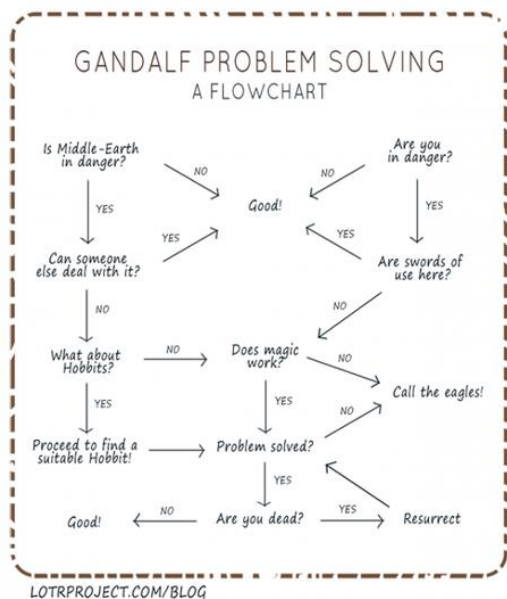 GANDALF PROBLEM SOLVING
A FLOWCHART
Is Middle-Earth
in danger?
NO
Are you
in danger?
NO
Good!
YES
YES
Can someone
else deal with it?
YES
YES
Are swords of
use here?
NO
NO
What about
Hobbits?
NO
Does magic
work?
NO
Call the eagles!
YES
YES
NO
Proceed to find a
suitable Hobbit!
Problem solved?
YES
Good!
NO
Are you dead?
YES
Resurrect
LOTRPROJECT.COM/BLOG